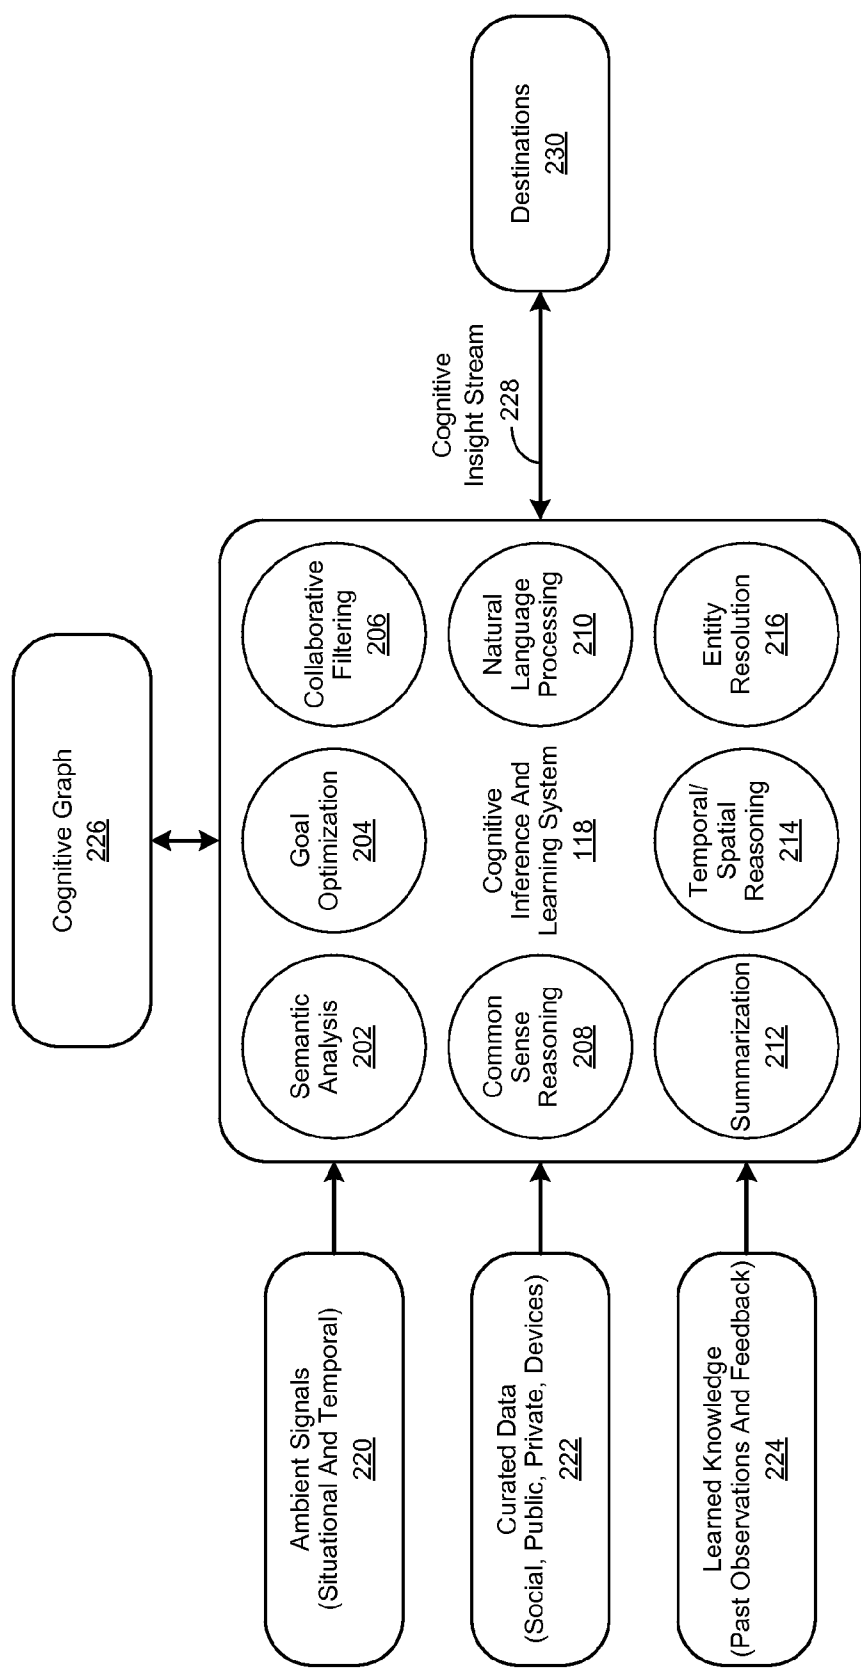 Cognitive Graph
226
Ambient Signals
(Situational And Temporal)
220
Curated Data
(Social, Public, Private, Devices)
222
Learned Knowledge
(Past Observations And Feedback)
224
Semantic
Analysis
202
Goal
Optimization
204
Collaborative
Filtering
206
Common
Sense
Reasoning
208
Cognitive
Inference And
Learning System
118
Natural
Language
Processing
210
Summarization
212
Temporal/
Spatial
Reasoning
214
Entity
Resolution
216
Cognitive
Insight Stream
228
Destinations
230